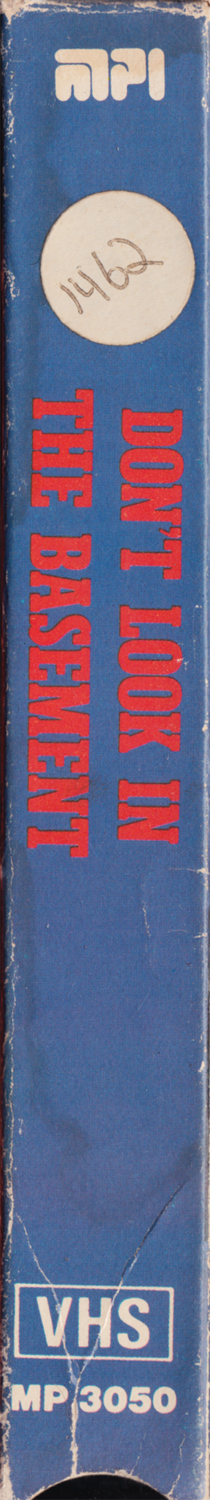 MPI
1462
DON'T LOOK IN
THE BASEMENT
VHS
MP 3050